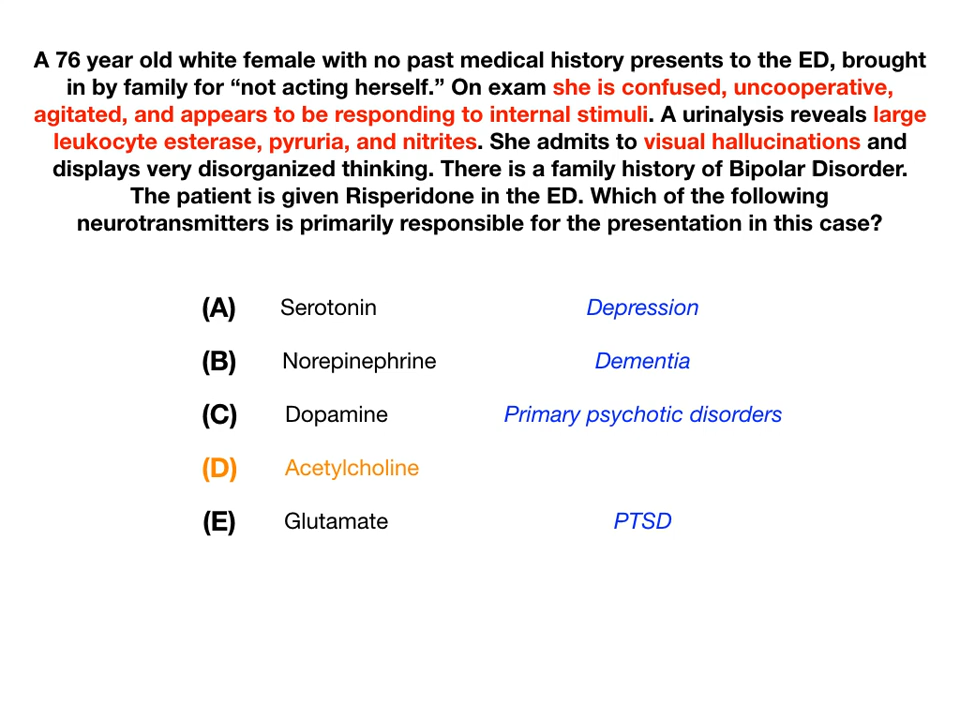 A 76 year old white female with no past medical history presents to the ED, brought
in by family for “not acting herself.” On exam she is confused, uncooperative,
agitated, and appears to be responding to internal stimuli. A urinalysis reveals large
leukocyte esterase, pyruria, and nitrites. She admits to visual hallucinations and
displays very disorganized thinking. There is a family history of Bipolar Disorder.
The patient is given Risperidone in the ED. Which of the following
neurotransmitters is primarily responsible for the presentation in this case?
(A) Serotonin Depression
(B) Norepinephrine Dementia
(C) Dopamine Primary psychotic disorders
(D) Acetylcholine
(E) Glutamate PTSD